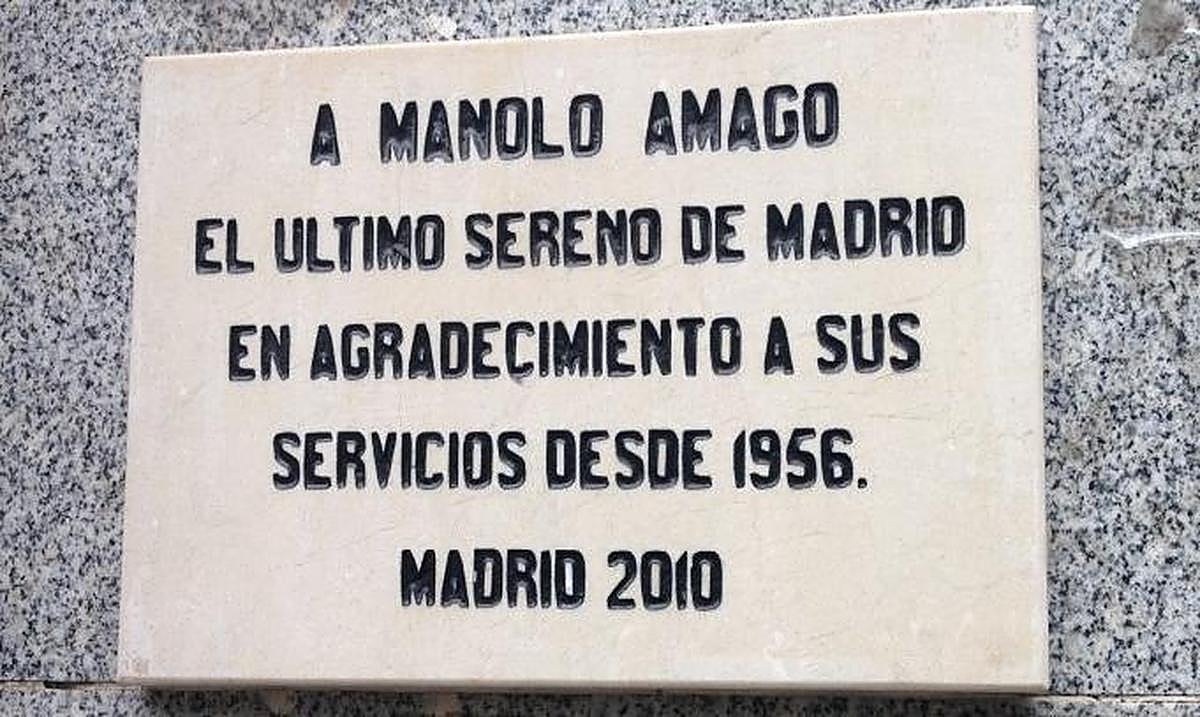 A MANOLO AMAGO
EL ULTIMO SERENO DE MADRID
EN AGRADECIMIENTO A SUS
SERVICIOS DESDE 1956.
MADRID 2010